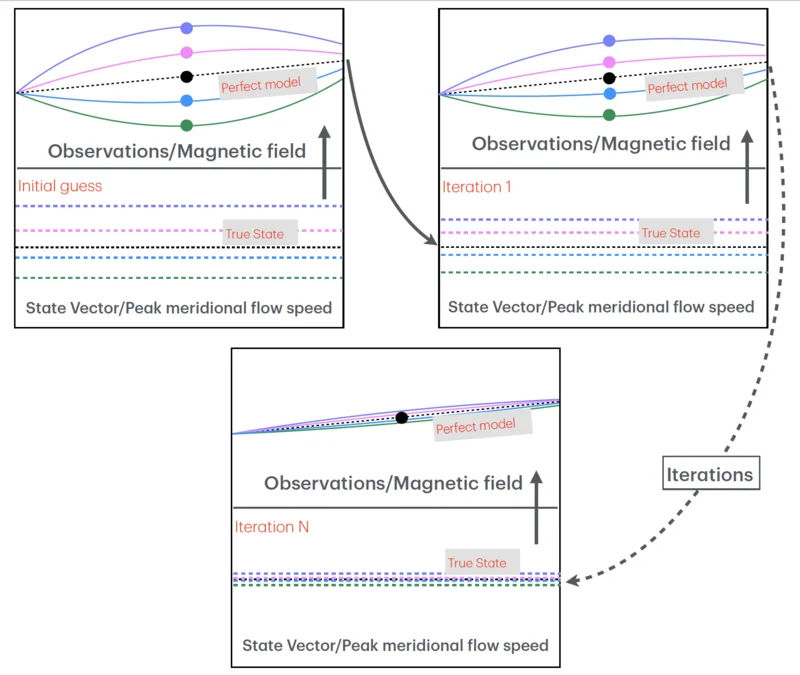 Perfect model
Observations/Magnetic field
Initial guess
True State
State Vector/Peak meridional flow speed
Perfect model
Observations/Magnetic field
Iteration 1
True State
State Vector/Peak meridional flow speed
Perfect model
Observations/Magnetic field
Iteration N
True State
State Vector/Peak meridional flow speed
Iterations